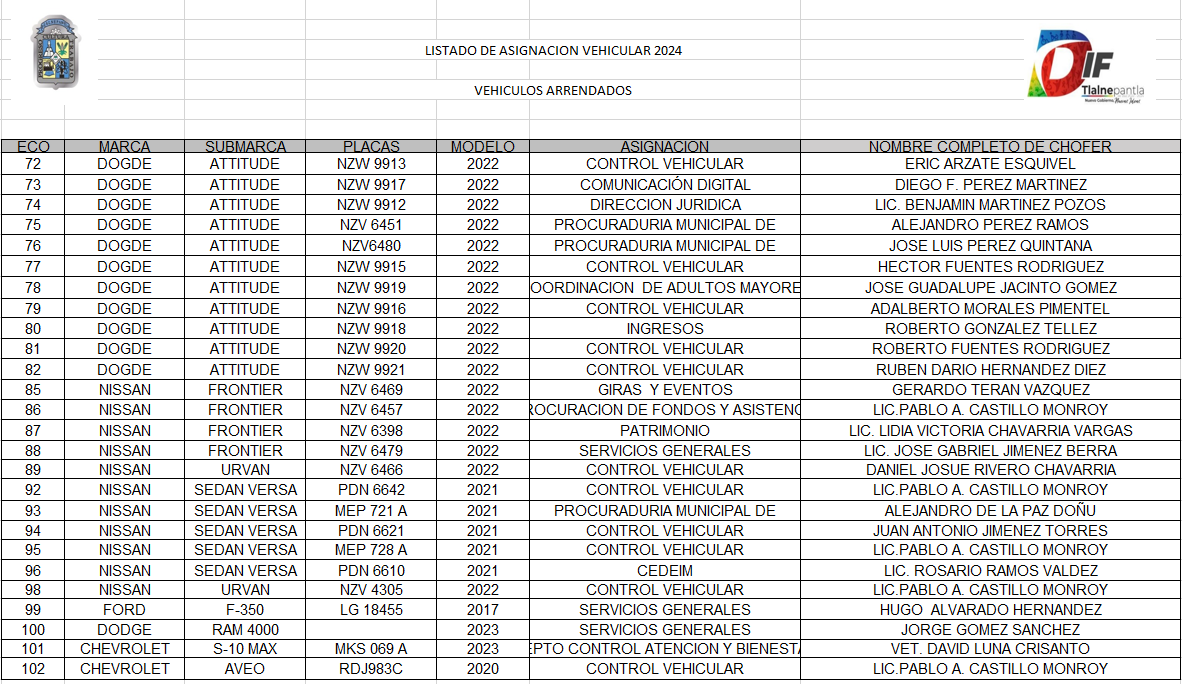 LISTADO DE ASIGNACION VEHICULAR 2024
DIF
Tlalnepantla
VEHICULOS ARRENDADOS
ECO MARCA SUBMARCA PLACAS MODELO ASIGNACION NOMBRE COMPLETO DE CHOFER
72 DOGDE ATTITUDE NZW 9913 2022 CONTROL VEHICULAR ERIC ARZATE ESQUIVEL
73 DOGDE ATTITUDE NZW 9917 2022 COMUNICACIÓN DIGITAL DIEGO F. PEREZ MARTINEZ
74 DOGDE ATTITUDE NZW 9912 2022 DIRECCION JURIDICA LIC. BENJAMIN MARTINEZ POZOS
75 DOGDE ATTITUDE NZV 6451 2022 PROCURADURIA MUNICIPAL DE ALEJANDRO PEREZ RAMOS
76 DOGDE ATTITUDE NZV6480 2022 PROCURADURIA MUNICIPAL DE JOSE LUIS PEREZ QUINTANA
77 DOGDE ATTITUDE NZW 9915 2022 CONTROL VEHICULAR HECTOR FUENTES RODRIGUEZ
78 DOGDE ATTITUDE NZW 9919 2022 OORDINACION DE ADULTOS MAYORE JOSE GUADALUPE JACINTO GOMEZ
79 DOGDE ATTITUDE NZW 9916 2022 CONTROL VEHICULAR ADALBERTO MORALES PIMENTEL
80 DOGDE ATTITUDE NZW 9918 2022 INGRESOS ROBERTO GONZALEZ TELLEZ
81 DOGDE ATTITUDE NZW 9920 2022 CONTROL VEHICULAR ROBERTO FUENTES RODRIGUEZ
82 DOGDE ATTITUDE NZW 9921 2022 CONTROL VEHICULAR RUBEN DARIO HERNANDEZ DIEZ
85 NISSAN FRONTIER NZV 6469 2022 GIRAS Y EVENTOS GERARDO TERAN VAZQUEZ
86 NISSAN FRONTIER NZV 6457 2022 ROCURACION DE FONDOS Y ASISTENC LIC.PABLO A. CASTILLO MONROY
87 NISSAN FRONTIER NZV 6398 2022 PATRIMONIO LIC. LIDIA VICTORIA CHAVARRIA VARGAS
88 NISSAN FRONTIER NZV 6479 2022 SERVICIOS GENERALES LIC. JOSE GABRIEL JIMENEZ BERRA
89 NISSAN URVAN NZV 6466 2022 CONTROL VEHICULAR DANIEL JOSUE RIVERO CHAVARRIA
92 NISSAN SEDAN VERSA PDN 6642 2021 CONTROL VEHICULAR LIC.PABLO A. CASTILLO MONROY
93 NISSAN SEDAN VERSA MEP 721 A 2021 PROCURADURIA MUNICIPAL DE ALEJANDRO DE LA PAZ DOÑU
94 NISSAN SEDAN VERSA PDN 6621 2021 CONTROL VEHICULAR JUAN ANTONIO JIMENEZ TORRES
95 NISSAN SEDAN VERSA MEP 728 A 2021 CONTROL VEHICULAR LIC.PABLO A. CASTILLO MONROY
96 NISSAN SEDAN VERSA PDN 6610 2021 CEDEIM LIC. ROSARIO RAMOS VALDEZ
98 NISSAN URVAN NZV 4305 2022 CONTROL VEHICULAR LIC.PABLO A. CASTILLO MONROY
99 FORD F-350 LG 18455 2017 SERVICIOS GENERALES HUGO ALVARADO HERNANDEZ
100 DODGE RAM 4000 2023 SERVICIOS GENERALES JORGE GOMEZ SANCHEZ
101 CHEVROLET S-10 MAX MKS 069 A 2023 EPTO CONTROL ATENCION Y BIENESTA VET. DAVID LUNA CRISANTO
102 CHEVROLET AVEO RDJ983C 2020 CONTROL VEHICULAR LIC.PABLO A. CASTILLO MONROY